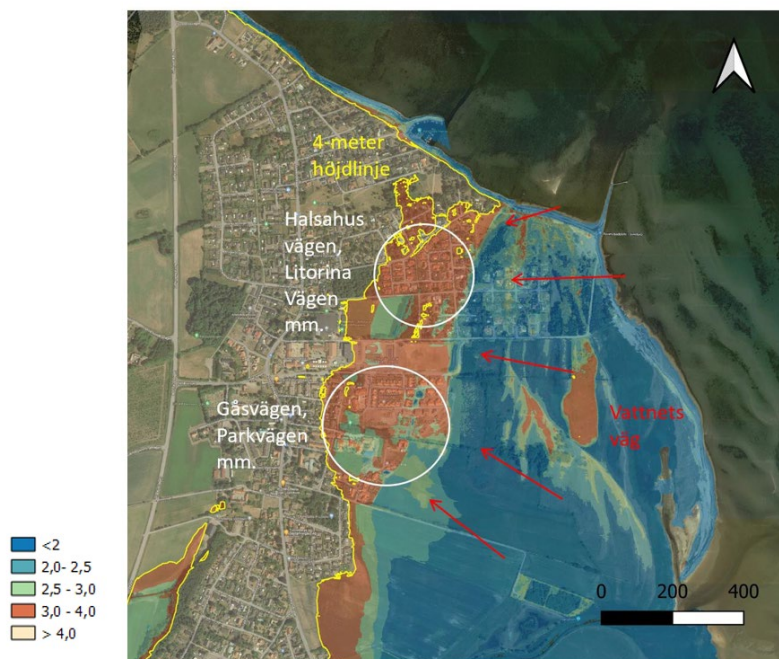 4-meter
höjdlinje
Halsahus
vägen,
Litorina
Vägen
mm.
Gåsvägen,
Parkvägen
mm.
Vattnets
väg
<2
2,0- 2,5
2,5 - 3,0
3,0 - 4,0
> 4,0
0 200 400